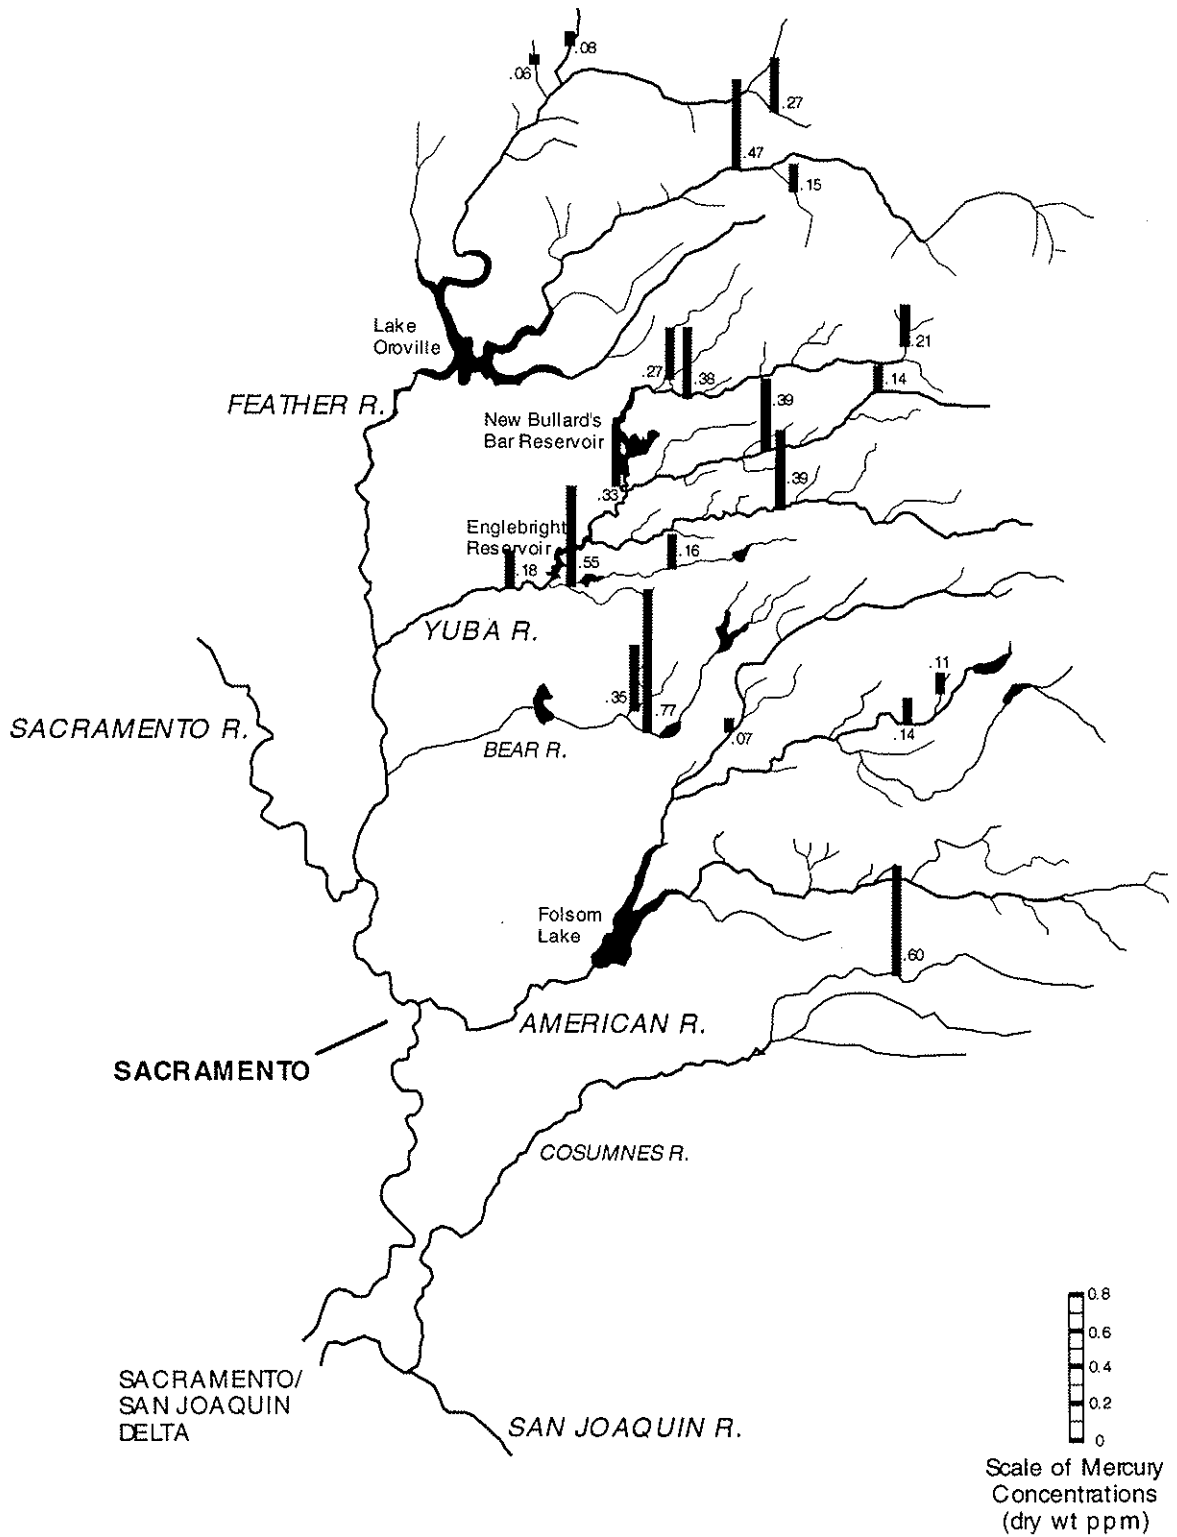 .08
.06
.27
.47
.15
Lake
Oroville
.21
.27
.38
.14
FEATHER R.
.39
New Bullard's
Bar Reservoir
.33
.39
Englebright
Reservoir
.18
.55
.16
YUBA R.
.11
.35
.77
SACRAMENTO R.
.07
.14
BEAR R.
Folsom
Lake
.60
AMERICAN R.
SACRAMENTO
COSUMNES R.
SACRAMENTO/
SAN JOAQUIN
DELTA
SAN JOAQUIN R.
0.8
0.6
0.4
0.2
0
Scale of Mercury
Concentrations
(dry wt ppm)